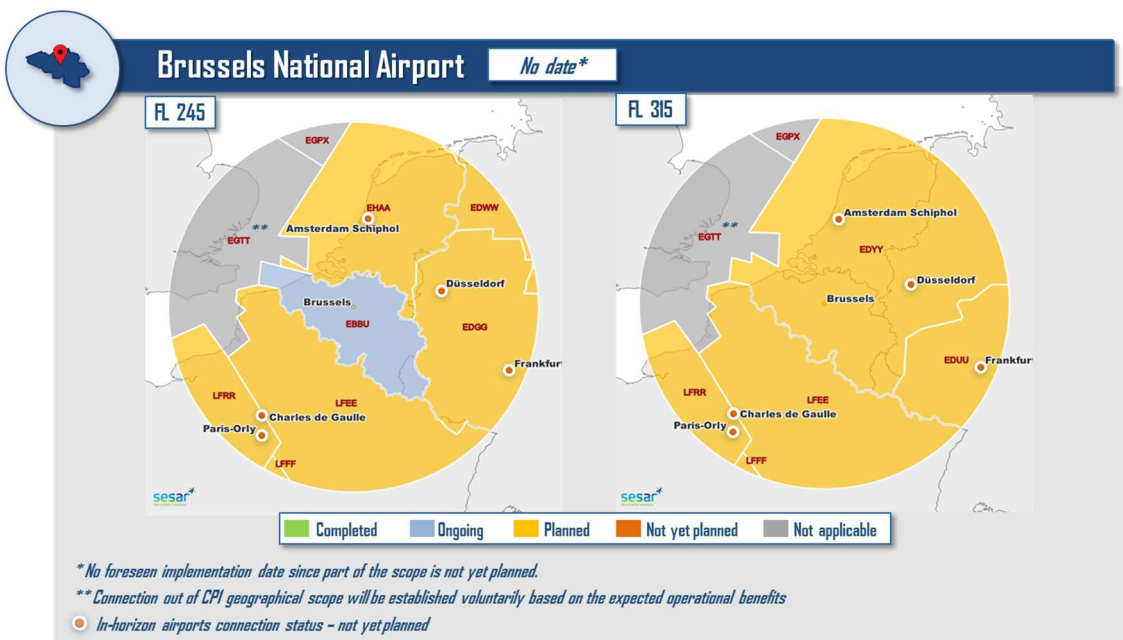 Brussels National Airport
No date*
FL 245
EGPX
EHAA
EDWW
Amsterdam Schiphol
EGTT **
Düsseldorf
Brussels
EBBU
EDGG
Frankfur
LFRR
LFEE
Charles de Gaulle
Paris-Orly
LFFF
sesar
FL 315
EGPX
Amsterdam Schiphol
EGTT **
EDYY
Düsseldorf
Brussels
EDUU
Frankfur
LFRR
LFEE
Charles de Gaulle
Paris-Orly
LFFF
sesar
Completed
Ongoing
Planned
Not yet planned
Not applicable
* No foreseen implementation date since part of the scope is not yet planned.
** Connection out of CP1 geographical scope will be established voluntarily based on the expected operational benefits
In-horizon airports connection status – not yet planned